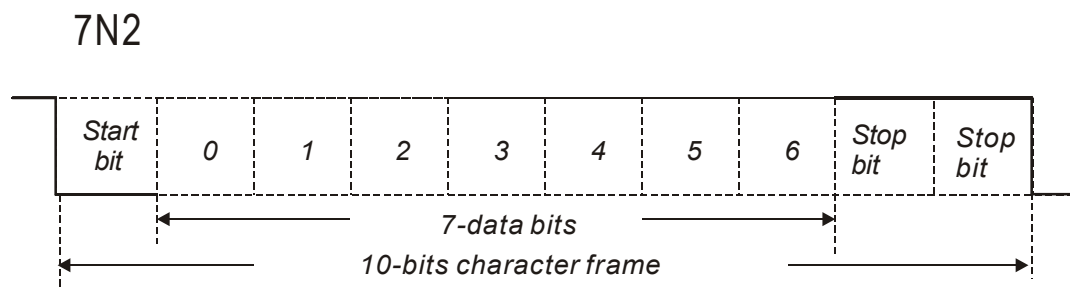 7N2
Start bit 0 1 2 3 4 5 6 Stop bit Stop bit
7-data bits
10-bits character frame